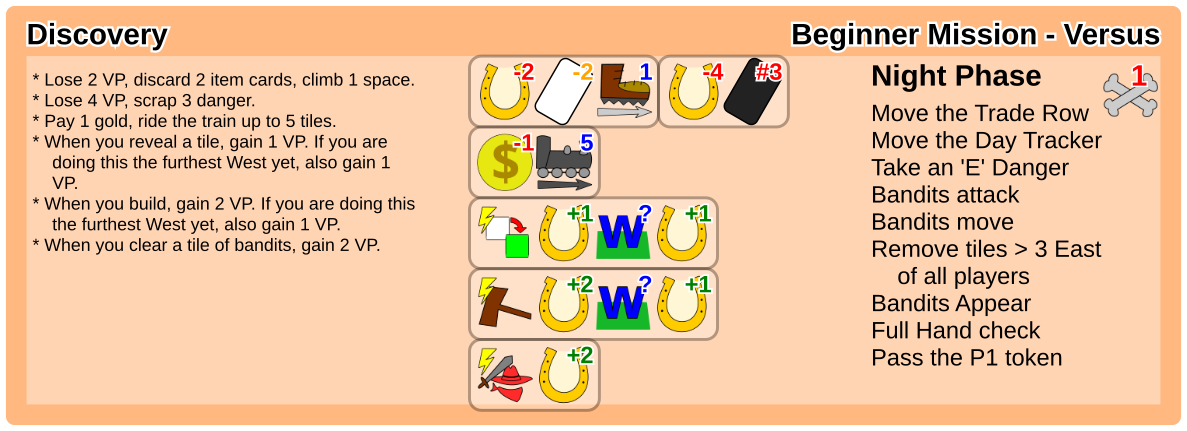 Discovery
Beginner Mission - Versus
* Lose 2 VP, discard 2 item cards, climb 1 space.
* Lose 4 VP, scrap 3 danger.
* Pay 1 gold, ride the train up to 5 tiles.
* When you reveal a tile, gain 1 VP. If you are
doing this the furthest West yet, also gain 1
VP.
* When you build, gain 2 VP. If you are doing this
the furthest West yet, also gain 1 VP.
* When you clear a tile of bandits, gain 2 VP.
-2 -2 1 -4 #3
$ -1 5
+1 W ? +1
+2 W ? +1
+2
Night Phase
1
Move the Trade Row
Move the Day Tracker
Take an 'E' Danger
Bandits attack
Bandits move
Remove tiles > 3 East
of all players
Bandits Appear
Full Hand check
Pass the P1 token